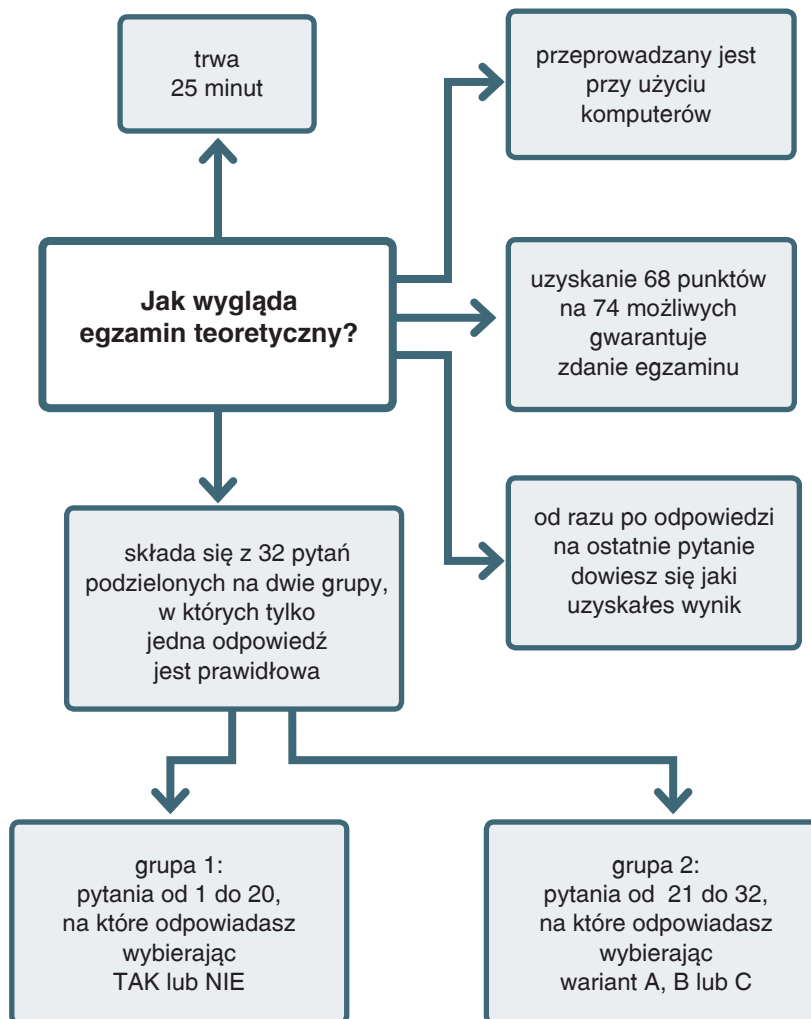 trwa
25 minut
przeprowadzany jest
przy użyciu
komputerów
Jak wygląda
egzamin teoretyczny?
uzyskanie 68 punktów
na 74 możliwych
gwarantuje
zdanie egzaminu
od razu po odpowiedzi
na ostatnie pytanie
dowiesz się jaki
uzyskałes wynik
składa się z 32 pytań
podzielonych na dwie grupy,
w których tylko
jedna odpowiedź
jest prawidłowa
grupa 1:
pytania od 1 do 20,
na które odpowiadasz
wybierając
TAK lub NIE
grupa 2:
pytania od 21 do 32,
na które odpowiadasz
wybierając
wariant A, B lub C